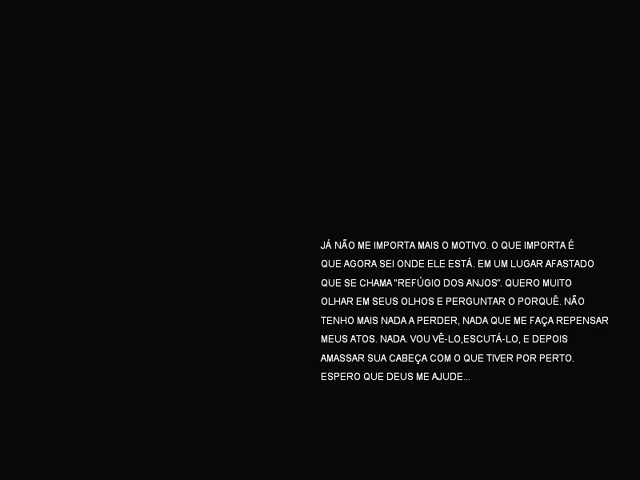 JÁ NÃO ME IMPORTA MAIS O MOTIVO. O QUE IMPORTA É
QUE AGORA SEI ONDE ELE ESTÁ. EM UM LUGAR AFASTADO
QUE SE CHAMA "REFÚGIO DOS ANJOS". QUERO MUITO
OLHAR EM SEUS OLHOS E PERGUNTAR O PORQUÊ. NÃO
TENHO MAIS NADA A PERDER, NADA QUE ME FAÇA REPENSAR
MEUS ATOS. NADA. VOU VÊ-LO,ESCUTÁ-LO, E DEPOIS
AMASSAR SUA CABEÇA COM O QUE TIVER POR PERTO.
ESPERO QUE DEUS ME AJUDE...